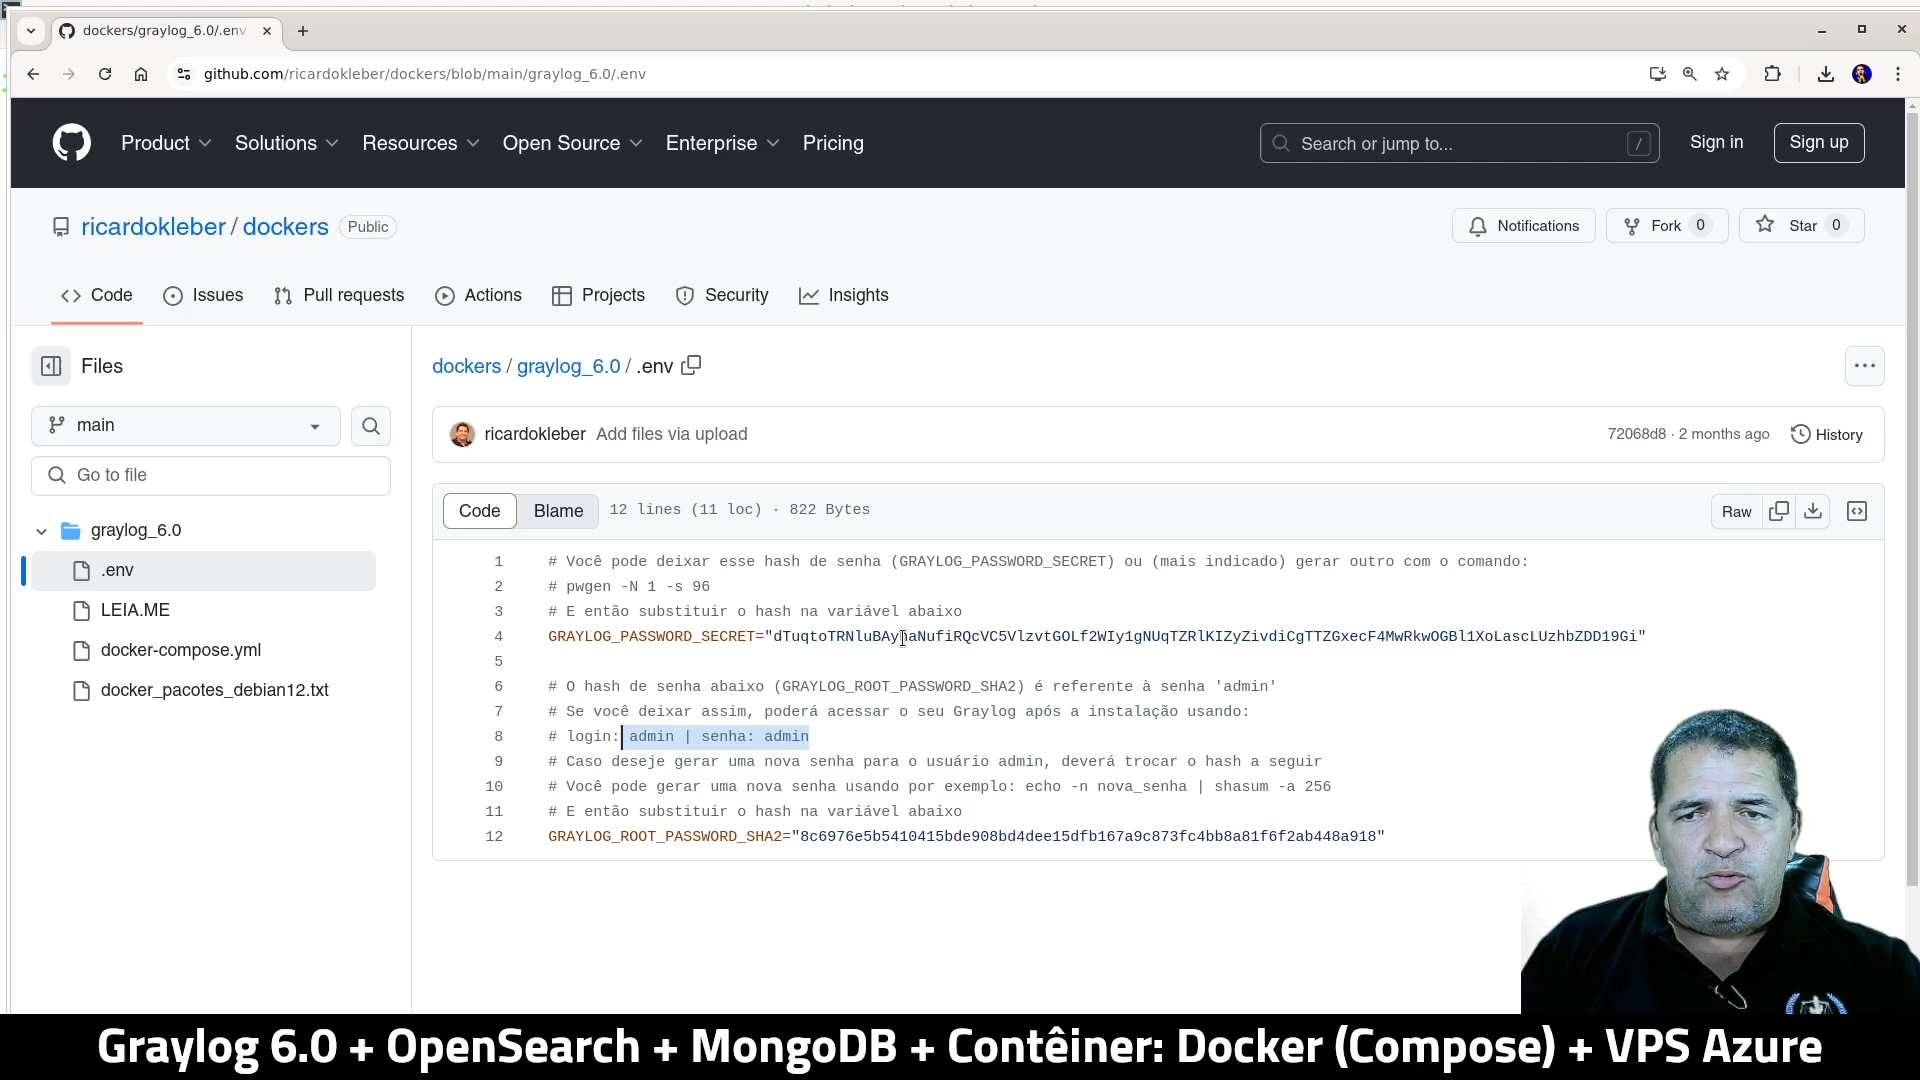 dockers/graylog_6.0/.env
github.com/ricardokleber/dockers/blob/main/graylog_6.0/.env
Product Solutions Resources Open Source Enterprise Pricing
Search or jump to... /
Sign in
Sign up
ricardokleber / dockers Public
Notifications
Fork 0
Star 0
Code Issues Pull requests Actions Projects Security Insights
Files
main
Go to file
graylog_6.0
.env
LEIA.ME
docker-compose.yml
docker_pacotes_debian12.txt
dockers / graylog_6.0 / .env
ricardokleber Add files via upload
72068d8 · 2 months ago History
Code Blame 12 lines (11 loc) · 822 Bytes
Raw
1 # Você pode deixar esse hash de senha (GRAYLOG_PASSWORD_SECRET) ou (mais indicado) gerar outro com o comando:
2 # pwgen -N 1 -s 96
3 # E então substituir o hash na variável abaixo
4 GRAYLOG_PASSWORD_SECRET=
5
6 # O hash de senha abaixo (GRAYLOG_ROOT_PASSWORD_SHA2) é referente à senha 'admin'
7 # Se você deixar assim, poderá acessar o seu Graylog após a instalação usando:
8 # login: admin | senha: admin
9 # Caso deseje gerar uma nova senha para o usuário admin, deverá trocar o hash a seguir
10 # Você pode gerar uma nova senha usando por exemplo: echo -n nova_senha | shasum -a 256
11 # E então substituir o hash na variável abaixo
12 GRAYLOG_ROOT_PASSWORD_SHA2="8c6976e5b5410415bde908bd4dee15dfb167a9c873fc4bb8a81f6f2ab448a918"
Graylog 6.0 + OpenSearch + MongoDB + Contêiner: Docker (Compose) + VPS Azure